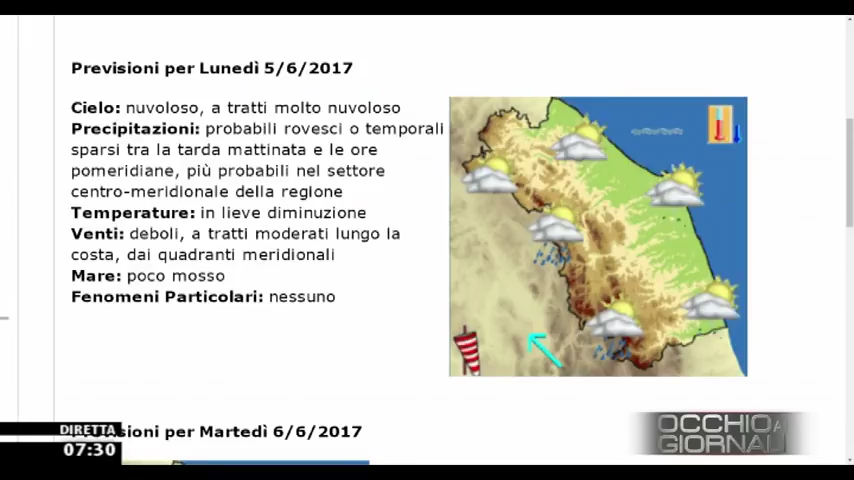 Previsioni per Lunedì 5/6/2017
Cielo: nuvoloso, a tratti molto nuvoloso
Precipitazioni: probabili rovesci o temporali
sparsi tra la tarda mattinata e le ore
pomeridiane, più probabili nel settore
centro-meridionale della regione
Temperature: in lieve diminuzione
Venti: deboli, a tratti moderati lungo la
costa, dai quadranti meridionali
Mare: poco mosso
Fenomeni Particolari: nessuno
DIRETTA
07:30
sioni per Martedì 6/6/2017
OCCHIO AI
GIORNALI